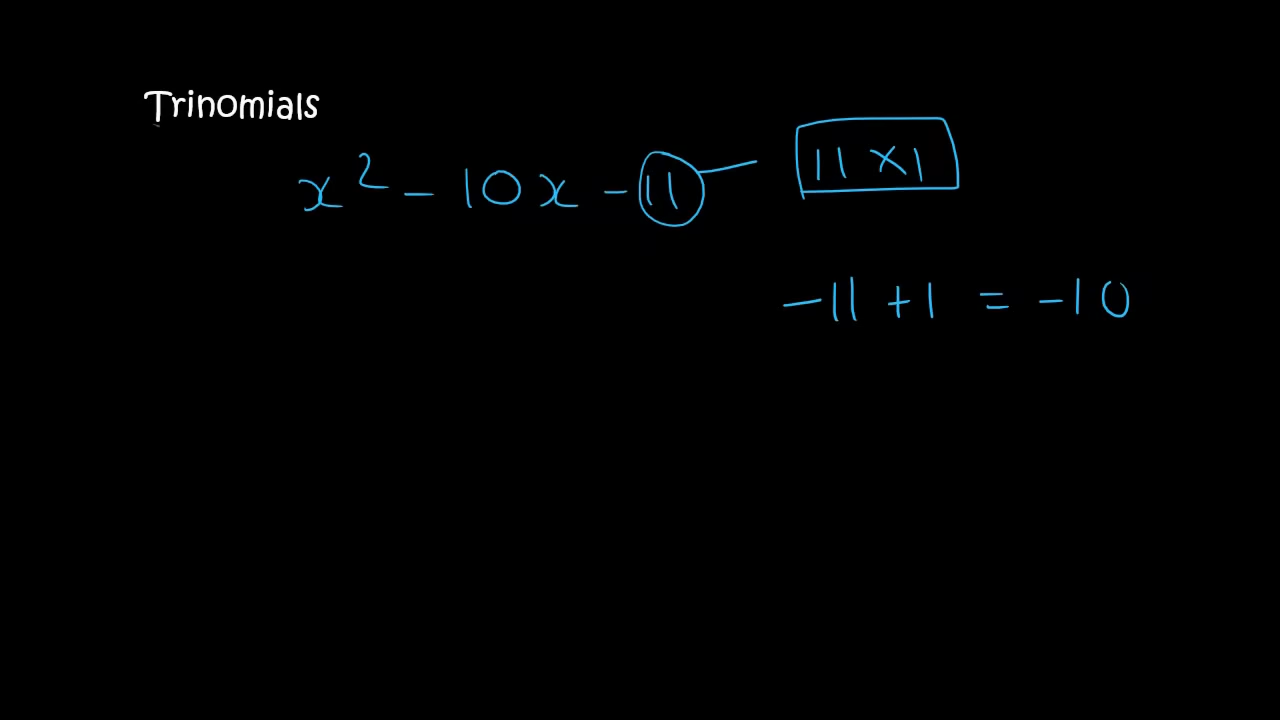 Trinomials
x² - 10x - 11
11 × 1
-11 + 1 = -10